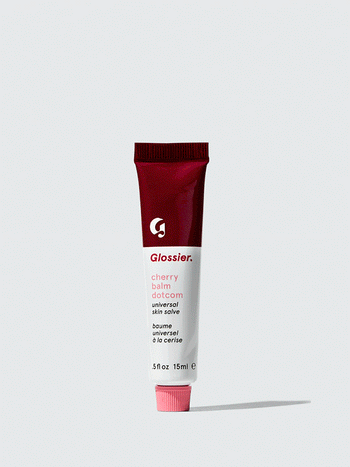 G
Glossier.
cherry
balm
dotcom
universal
skin salve
baume
universel
à la cerise
.5 fl oz 15ml ℮